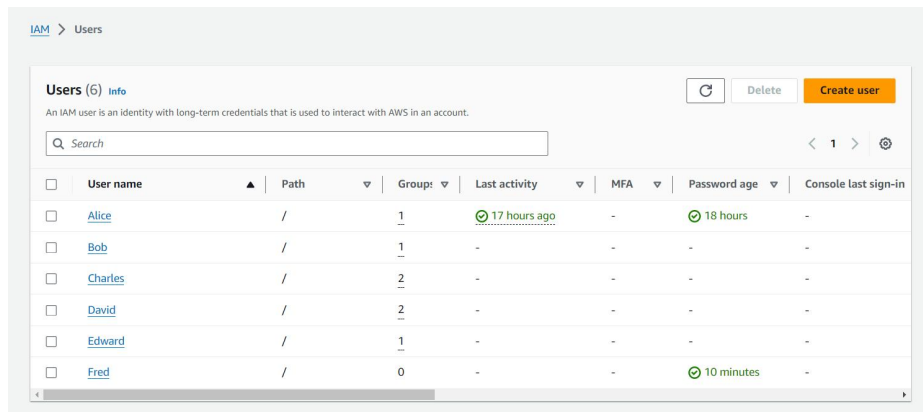 IAM > Users
Users (6) Info
Delete
Create user
An IAM user is an identity with long-term credentials that is used to interact with AWS in an account.
Search
< 1 >
User name Path Groups Last activity MFA Password age Console last sign-in
Alice / 1 17 hours ago - 18 hours -
Bob / 1 - - - -
Charles / 2 - - - -
David / 2 - - - -
Edward / 1 - - - -
Fred / 0 - - 10 minutes -